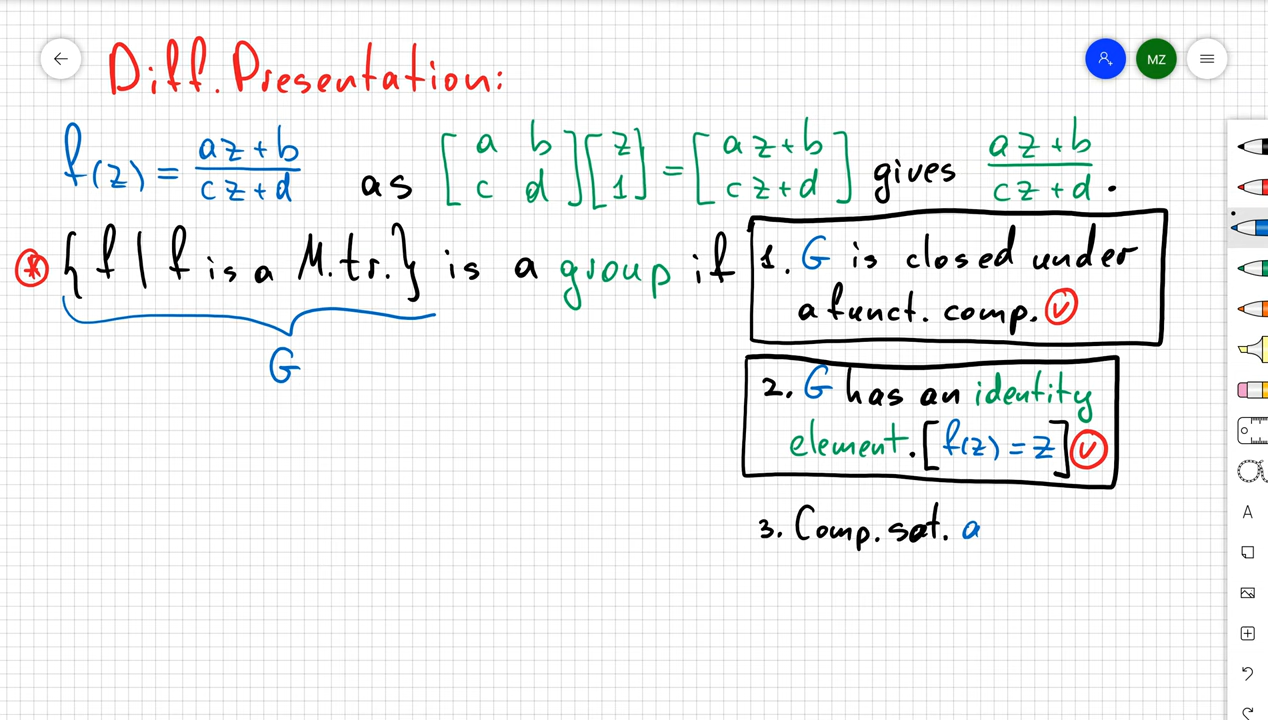 Diff. Presentation:
MZ
f(z) = az+b / cz+d as [a b c d][z 1] = [az+b cz+d] gives az+b / cz+d.
* {f | f is a M.tr.} is a group if
G
1. G is closed under
a funct. comp. v
2. G has an identity
element. [f(z) = z] v
3. Comp. sat. a
A